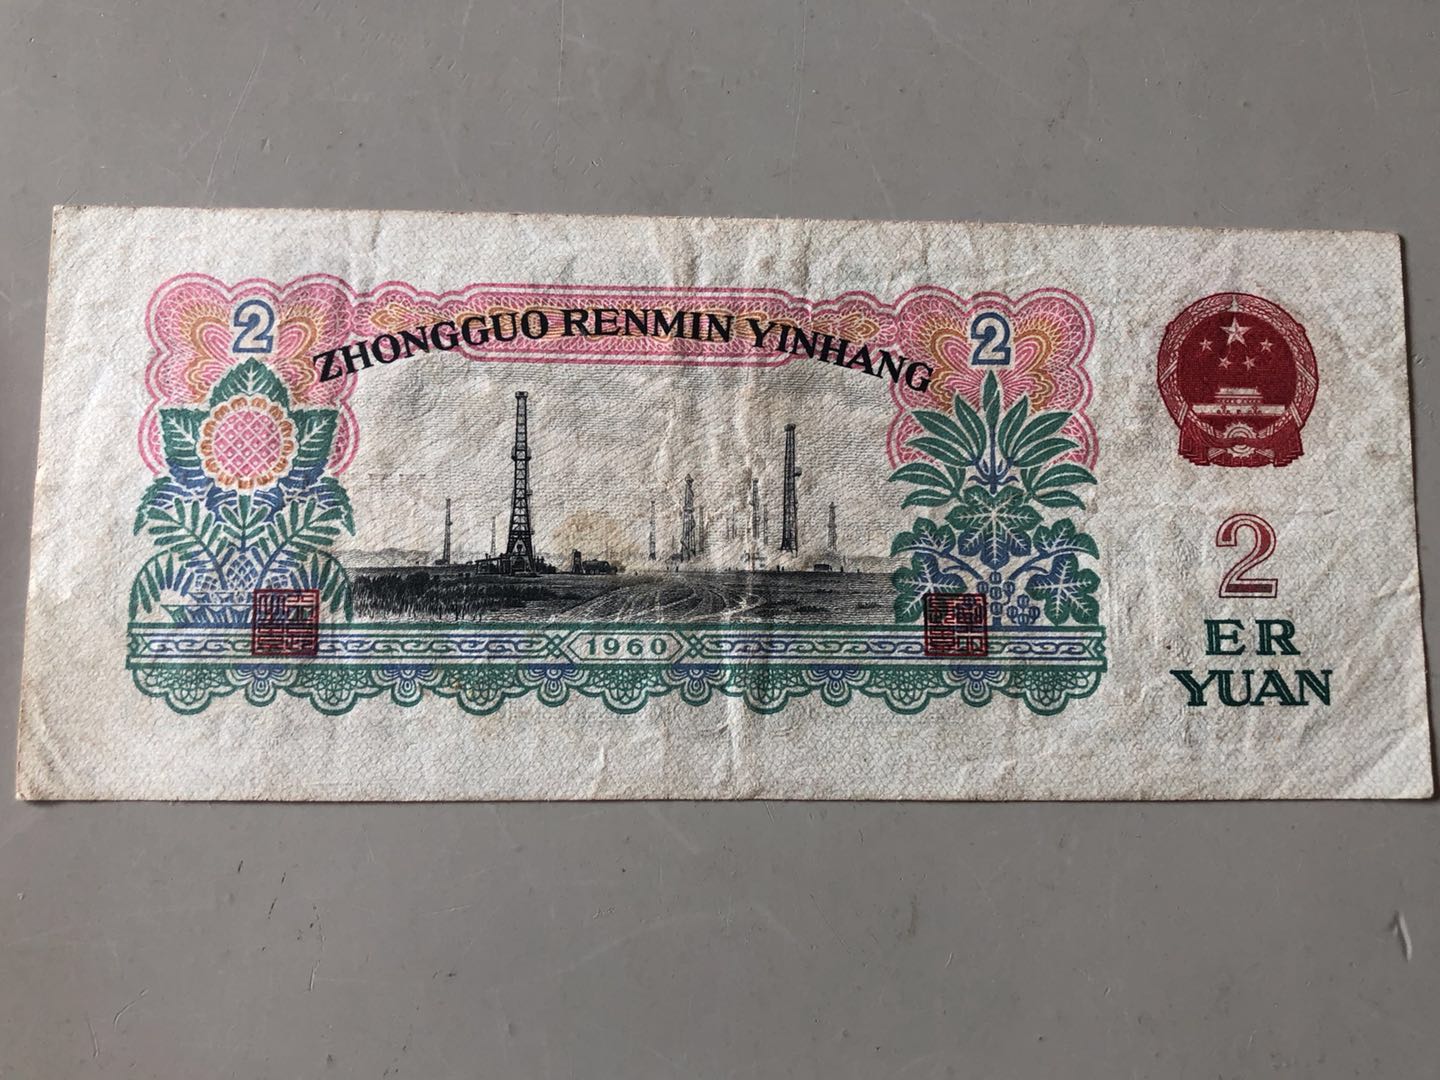 2
ZHONGGUO RENMIN YINHANG
2
2
ER
YUAN
1960